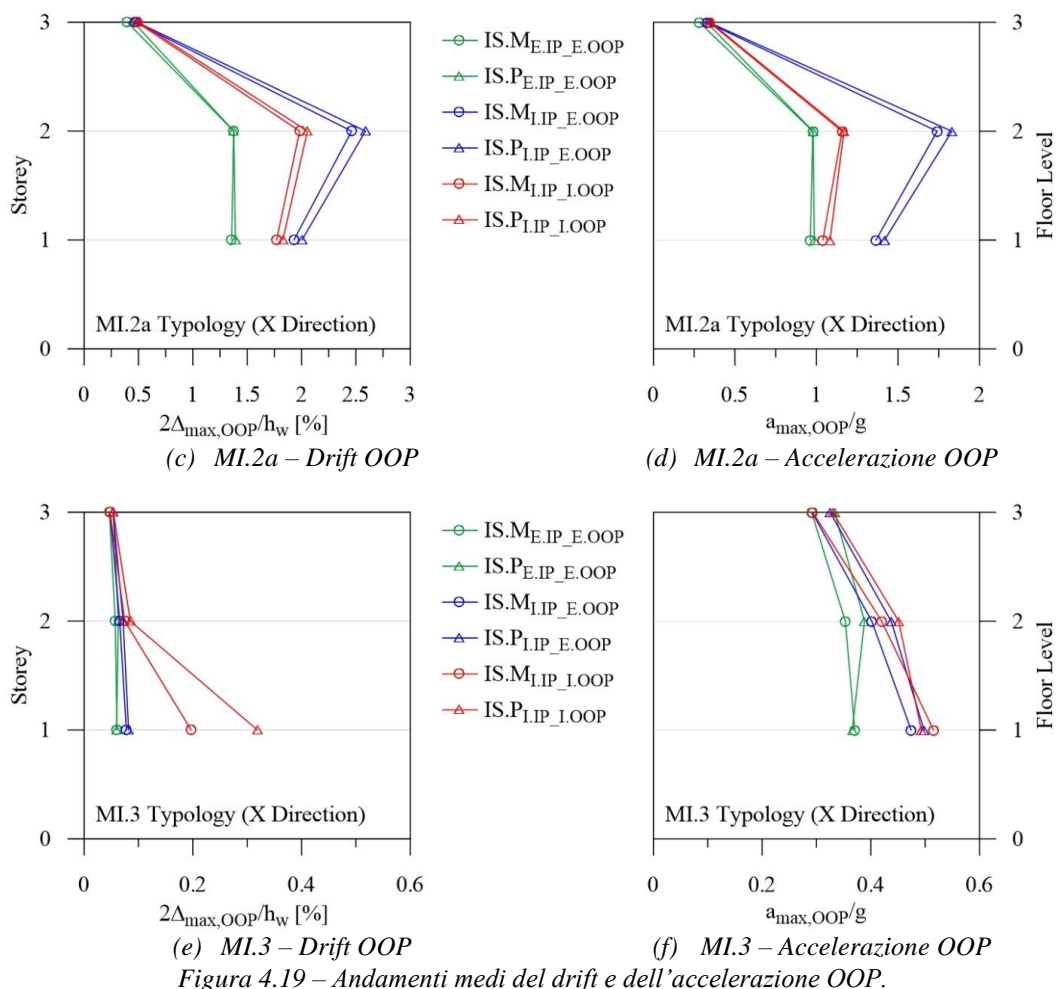 3
2
1
0
Storey
MI.2a Typology (X Direction)
0 0.5 1 1.5 2 2.5 3
2Δmax,OOP/hw [%]
(c) MI.2a – Drift OOP
IS.ME.IP_E.OOP
IS.PE.IP_E.OOP
IS.MI.IP_E.OOP
IS.PI.IP_E.OOP
IS.MI.IP_I.OOP
IS.PI.IP_I.OOP
3
2
1
0
Floor Level
MI.2a Typology (X Direction)
0 0.5 1 1.5 2
amax,OOP/g
(d) MI.2a – Accelerazione OOP
3
2
1
0
Storey
MI.3 Typology (X Direction)
0 0.2 0.4 0.6
2Δmax,OOP/hw [%]
(e) MI.3 – Drift OOP
IS.ME.IP_E.OOP
IS.PE.IP_E.OOP
IS.MI.IP_E.OOP
IS.PI.IP_E.OOP
IS.MI.IP_I.OOP
IS.PI.IP_I.OOP
3
2
1
0
Floor Level
MI.3 Typology (X Direction)
0 0.2 0.4 0.6
amax,OOP/g
(f) MI.3 – Accelerazione OOP
Figura 4.19 – Andamenti medi del drift e dell'accelerazione OOP.